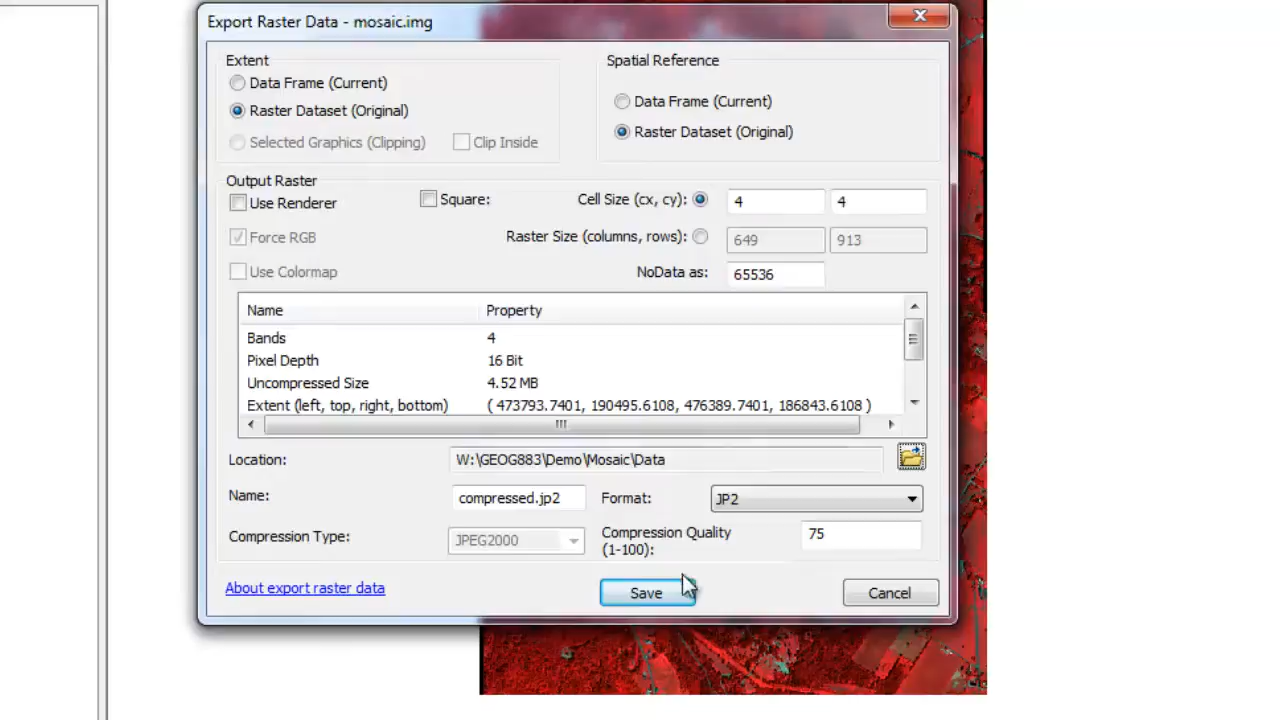 Export Raster Data - mosaic.img
Extent
Data Frame (Current)
Raster Dataset (Original)
Selected Graphics (Clipping) Clip Inside
Spatial Reference
Data Frame (Current)
Raster Dataset (Original)
Output Raster
Use Renderer Square: Cell Size (cx, cy): 4 4
Force RGB Raster Size (columns, rows): 649 913
Use Colormap NoData as: 65536
Name Property
Bands 4
Pixel Depth 16 Bit
Uncompressed Size 4.52 MB
Extent (left, top, right, bottom) ( 473793.7401, 190495.6108, 476389.7401, 186843.6108 )
Location: W:\GEOG883\Demo\Mosaic\Data
Name: compressed.jp2 Format: JP2
Compression Type: JPEG2000 Compression Quality (1-100): 75
About export raster data Save Cancel